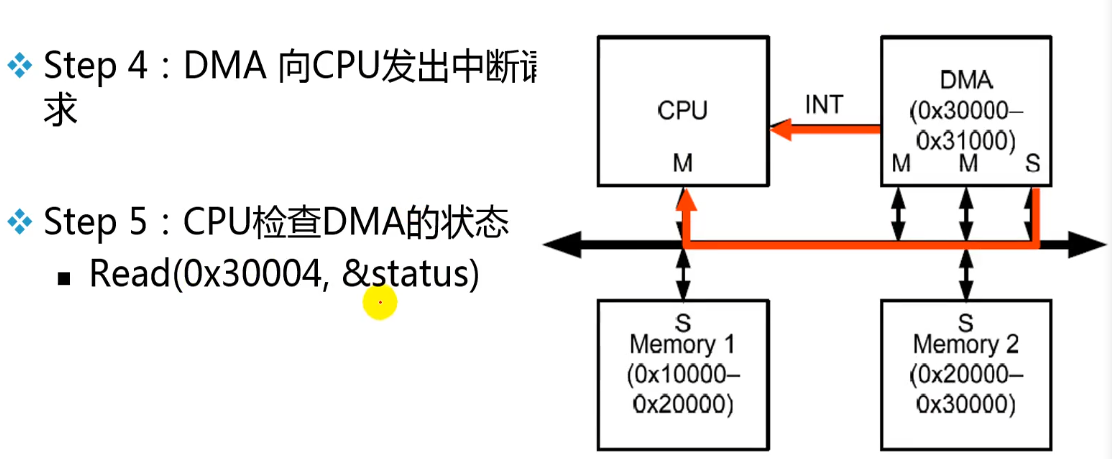 Step 4：DMA 向CPU发出中断请
求
Step 5：CPU检查DMA的状态
Read(0x30004, &status)
CPU
M
INT
DMA
(0x30000–
0x31000)
M M S
S
Memory 1
(0x10000–
0x20000)
S
Memory 2
(0x20000–
0x30000)